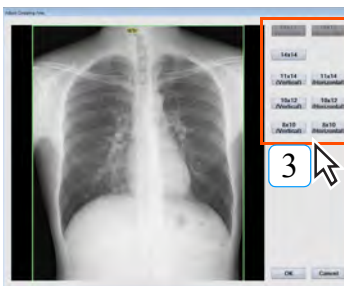 14x14
11x14 11x14
(Vertical) (Horizontal)
10x12 10x12
(Vertical) (Horizontal)
8x10 8x10
(Vertical) (Horizontal)
3
OK Cancel